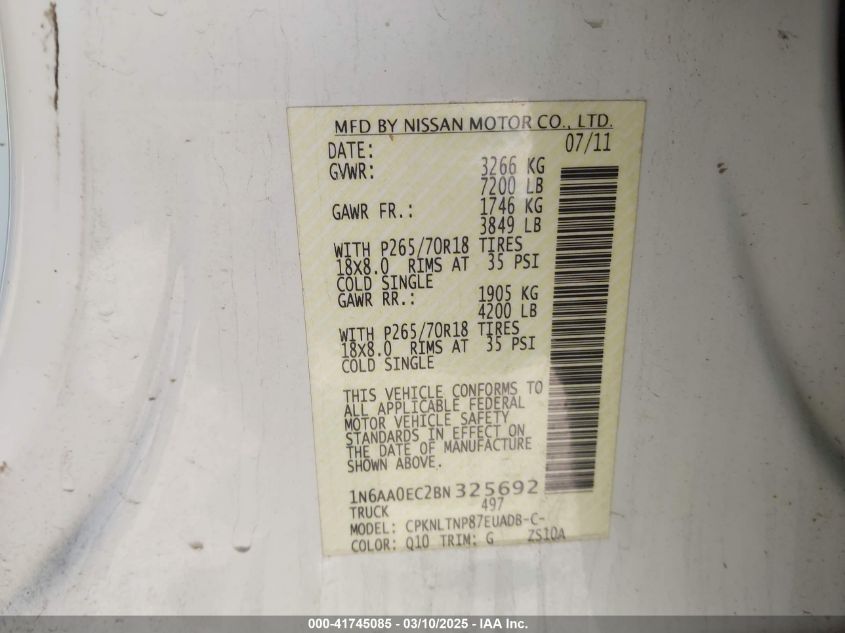 MFD BY NISSAN MOTOR CO., LTD.
DATE: 07/11
GVWR: 3266 KG
7200 LB
GAWR FR.: 1746 KG
3849 LB
WITH P265/70R18 TIRES
18X8.0 RIMS AT 35 PSI
COLD SINGLE
GAWR RR.: 1905 KG
4200 LB
WITH P265/70R18 TIRES
18X8.0 RIMS AT 35 PSI
COLD SINGLE
THIS VEHICLE CONFORMS TO
ALL APPLICABLE FEDERAL
MOTOR VEHICLE SAFETY
STANDARDS IN EFFECT ON
THE DATE OF MANUFACTURE
SHOWN ABOVE.
1N6AA0EC2BN325692
TRUCK 497
MODEL: CPKNLTNP87EUADB-C-
COLOR: Q10 TRIM: G ZS10A
000-41745085 - 03/10/2025 - IAA Holdings, LLC.